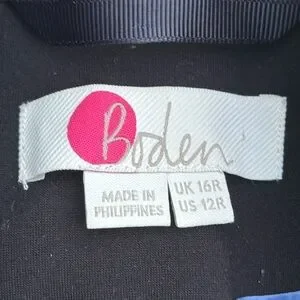 Boden
MADE IN
PHILIPPINES
UK 16R
US 12R